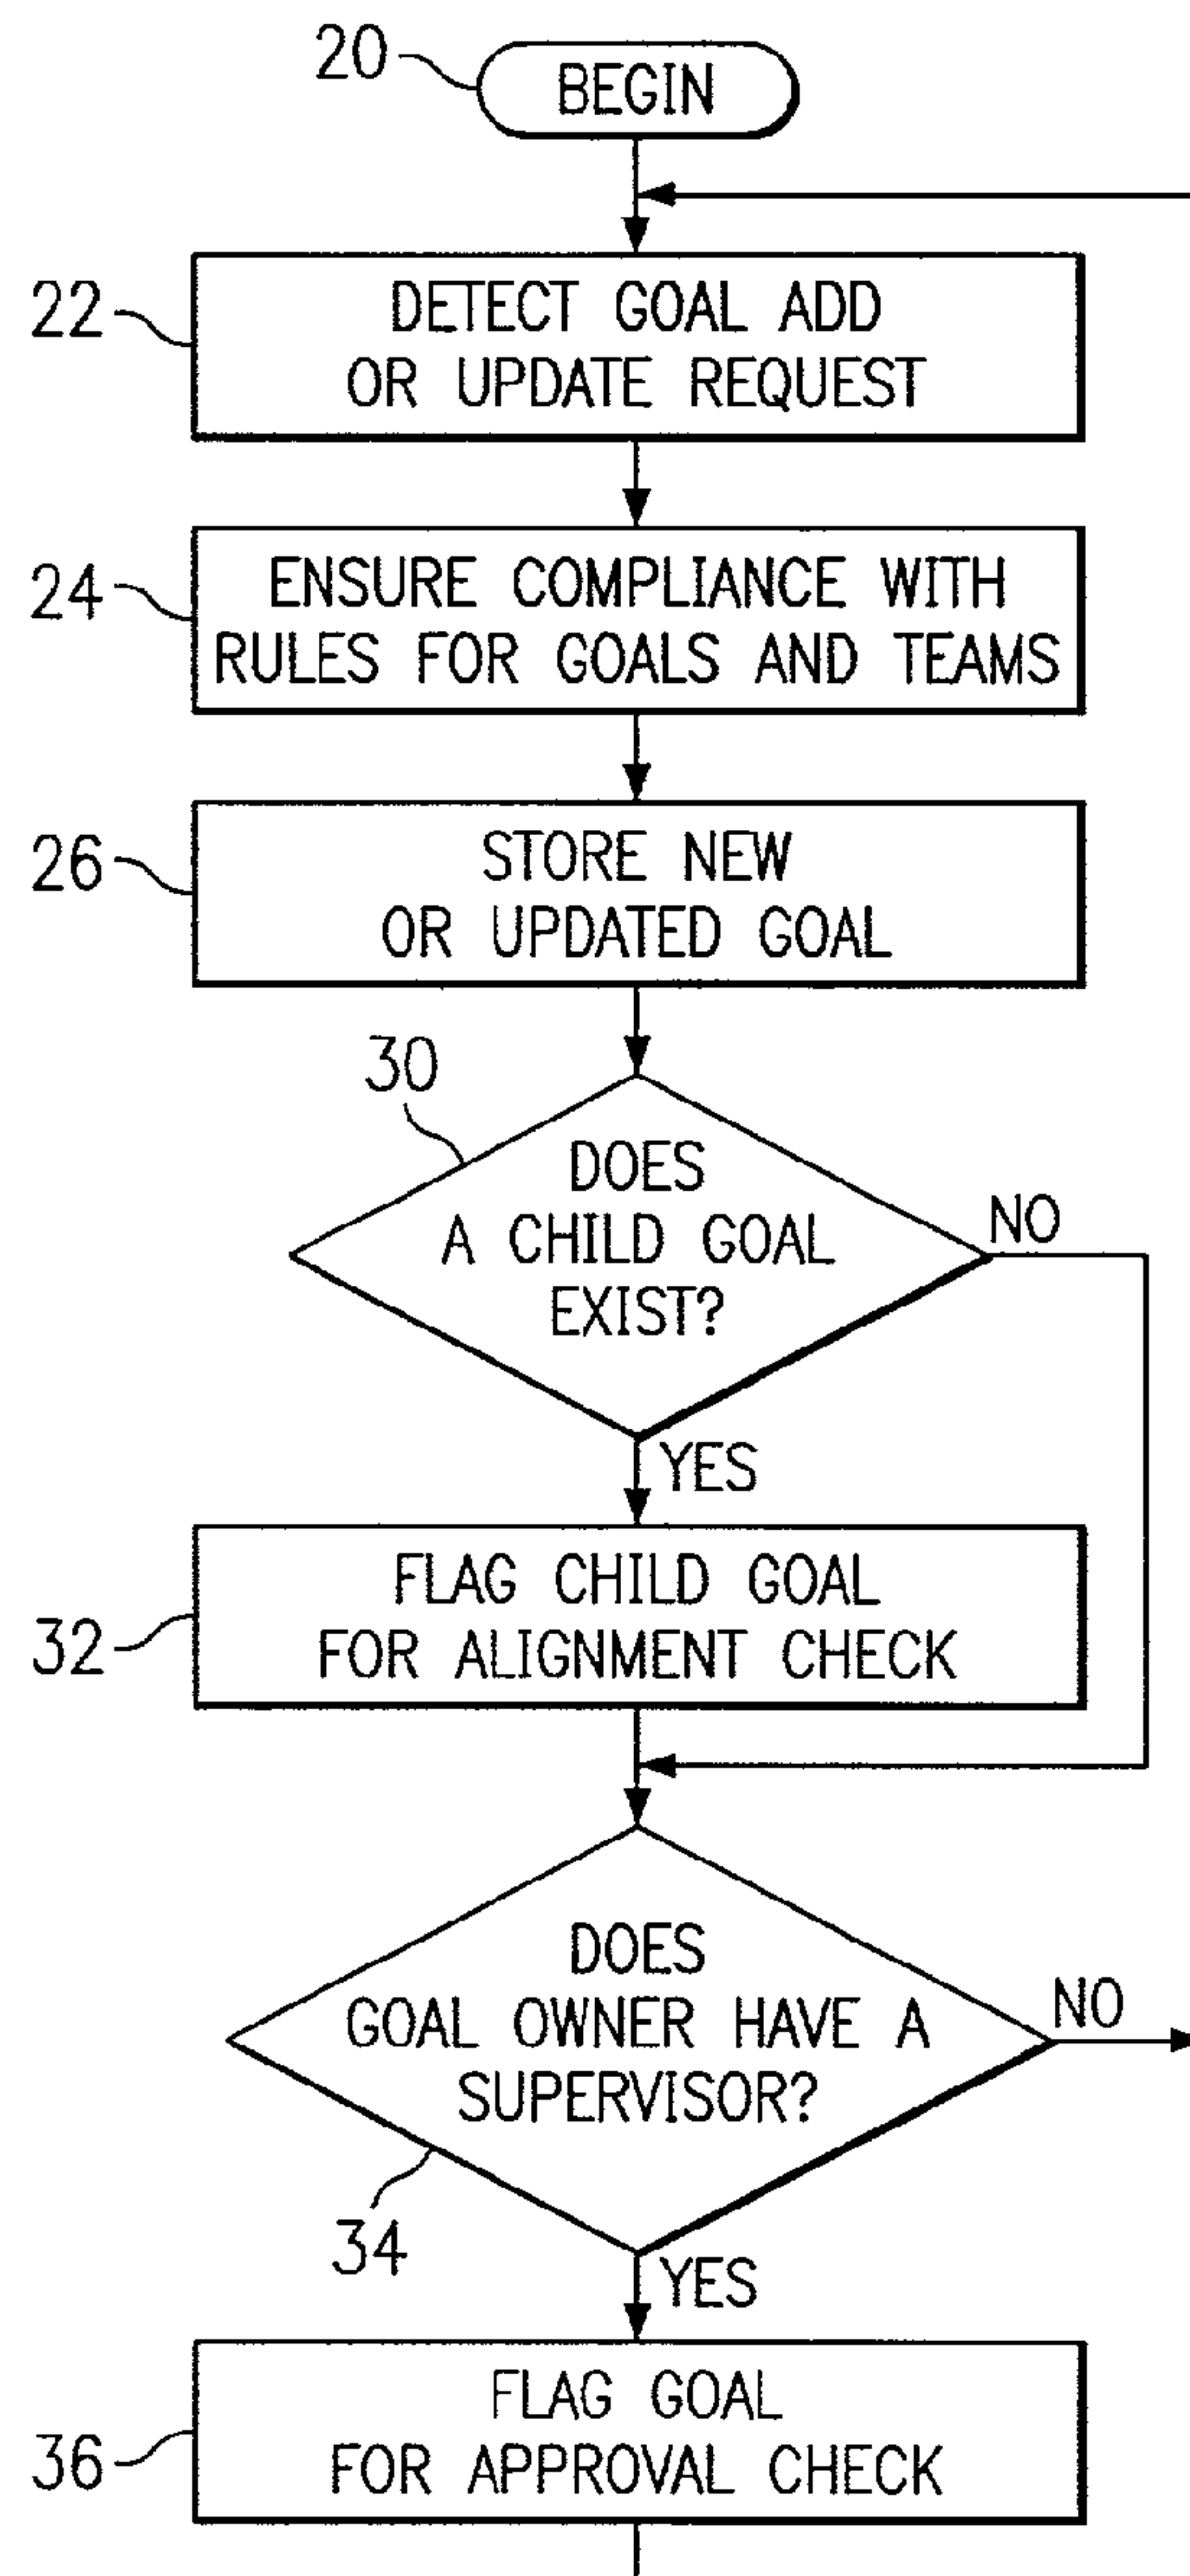 20
BEGIN
22
DETECT GOAL ADD
OR UPDATE REQUEST
24
ENSURE COMPLIANCE WITH
RULES FOR GOALS AND TEAMS
26
STORE NEW
OR UPDATED GOAL
30
DOES
A CHILD GOAL
EXIST?
NO
YES
32
FLAG CHILD GOAL
FOR ALIGNMENT CHECK
DOES
GOAL OWNER HAVE A
SUPERVISOR?
NO
34
YES
36
FLAG GOAL
FOR APPROVAL CHECK